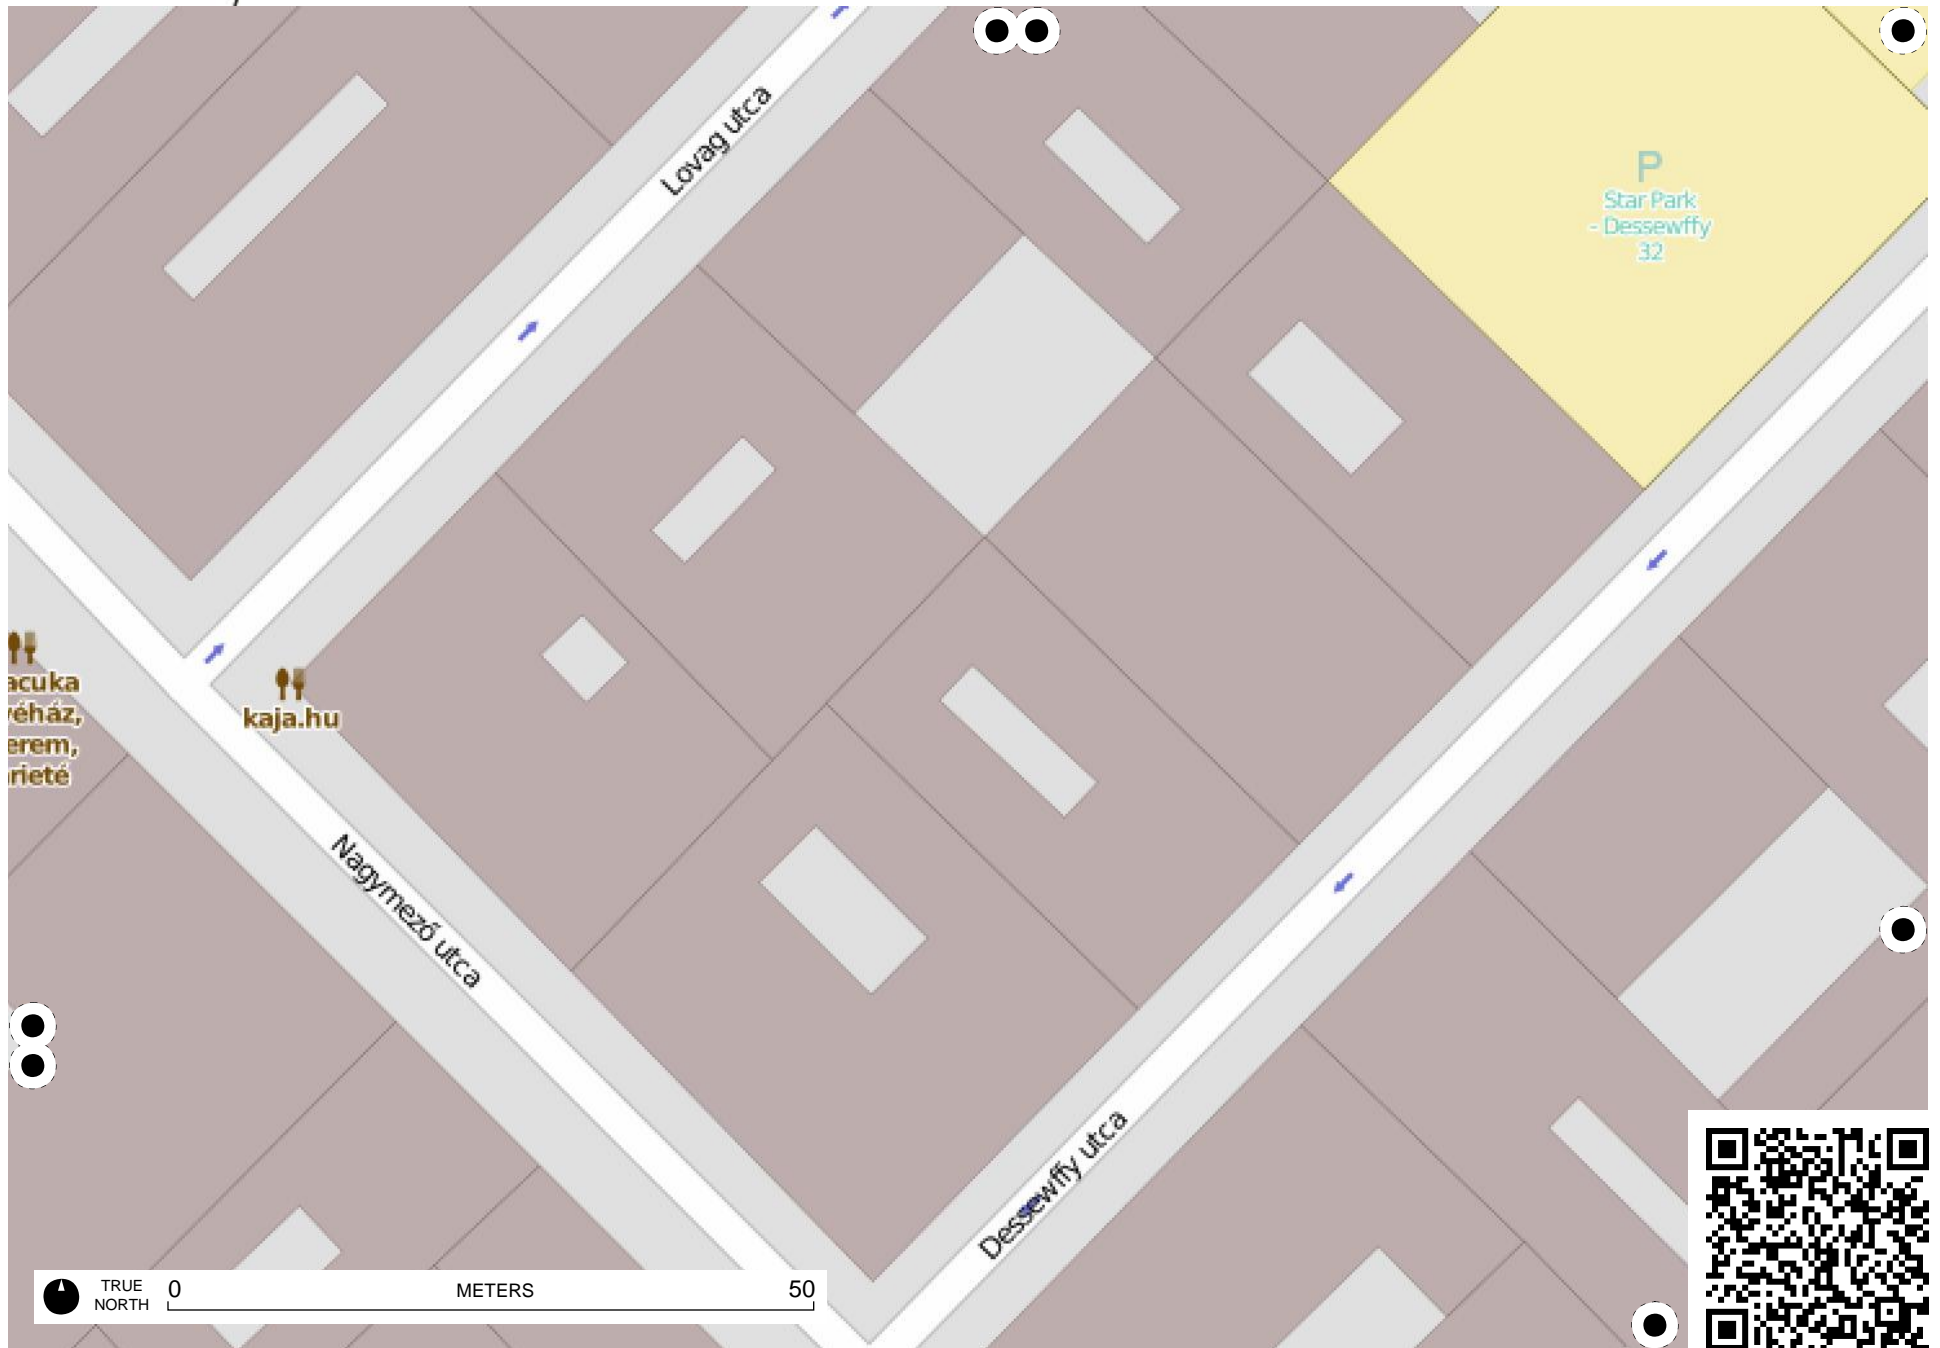 Lovag utca
P
Star Park
- Dessewffy
32
acuka
éház,
erem,
rieté
kaja.hu
Nagymező utca
Dessewffy utca
TRUE
NORTH
0
METERS
50